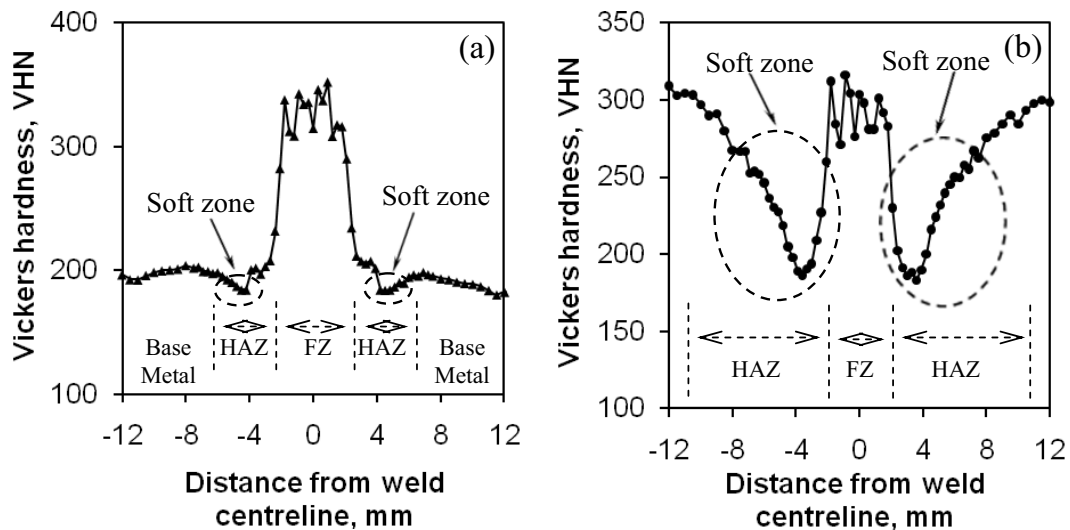 400
300
200
100
Vickers hardness, VHN
(a)
Soft zone
Soft zone
HAZ
FZ
HAZ
Base
Metal
Base
Metal
-12
-8
-4
0
4
8
12
Distance from weld
centreline, mm
350
300
250
200
150
100
Vickers hardness, VHN
(b)
Soft zone
Soft zone
HAZ
FZ
HAZ
-12
-8
-4
0
4
8
12
Distance from weld
centreline, mm